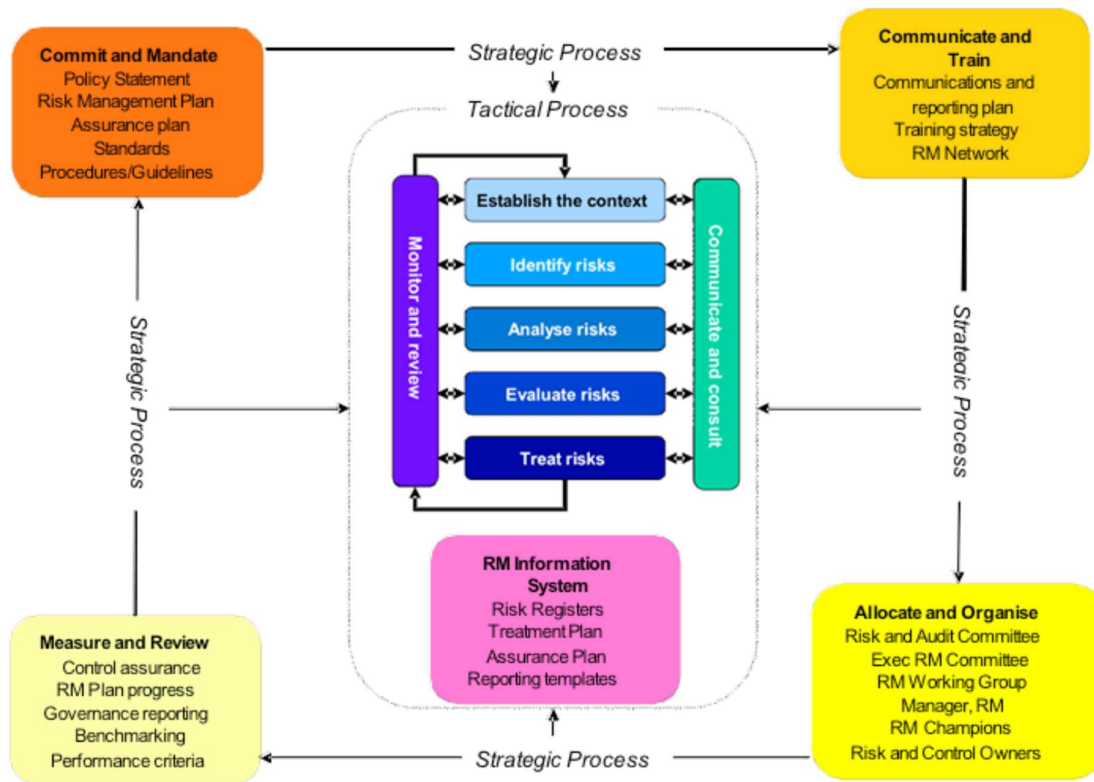 Commit and Mandate
Policy Statement
Risk Management Plan
Assurance plan
Standards
Procedures/Guidelines
Strategic Process
Communicate and
Train
Communications and
reporting plan
Training strategy
RM Network
Tactical Process
Monitor and review
Establish the context
Identify risks
Analyse risks
Evaluate risks
Treat risks
Communicate and consult
Strategic Process
Strategic Process
RM Information
System
Risk Registers
Treatment Plan
Assurance Plan
Reporting templates
Measure and Review
Control assurance
RM Plan progress
Governance reporting
Benchmarking
Performance criteria
Strategic Process
Allocate and Organise
Risk and Audit Committee
Exec RM Committee
RM Working Group
Manager, RM
RM Champions
Risk and Control Owners